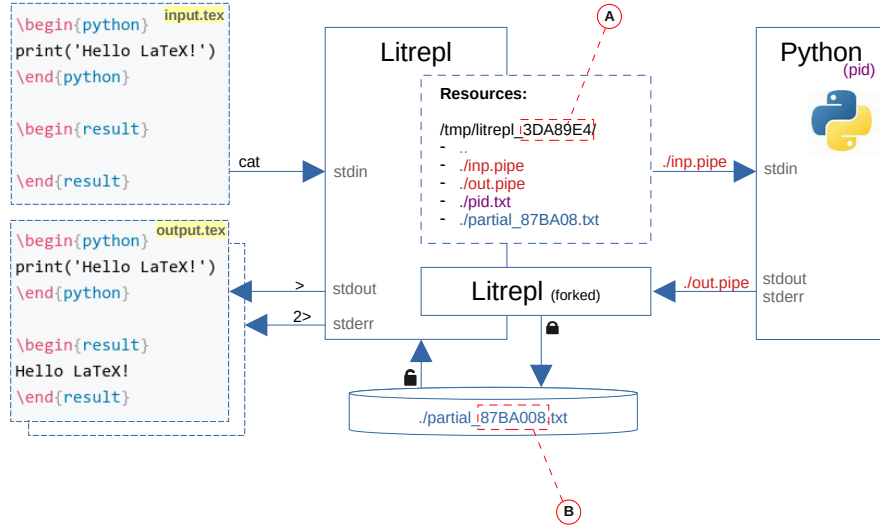 input.tex
\begin{python}
print('Hello LaTeX!')
\end{python}
\begin{result}
\end{result}
cat
output.tex
\begin{python}
print('Hello LaTeX!')
\end{python}
\begin{result}
Hello LaTeX!
\end{result}
>
2>
Litrepl
stdin
stdout
stderr
A
Resources:
/tmp/litrepl_3DA89E4/
- ..
- ./inp.pipe
- ./out.pipe
- ./pid.txt
- ./partial_87BA08.txt
Litrepl (forked)
./partial_87BA008.txt
B
./inp.pipe
./out.pipe
Python
(pid)
stdin
stdout
stderr